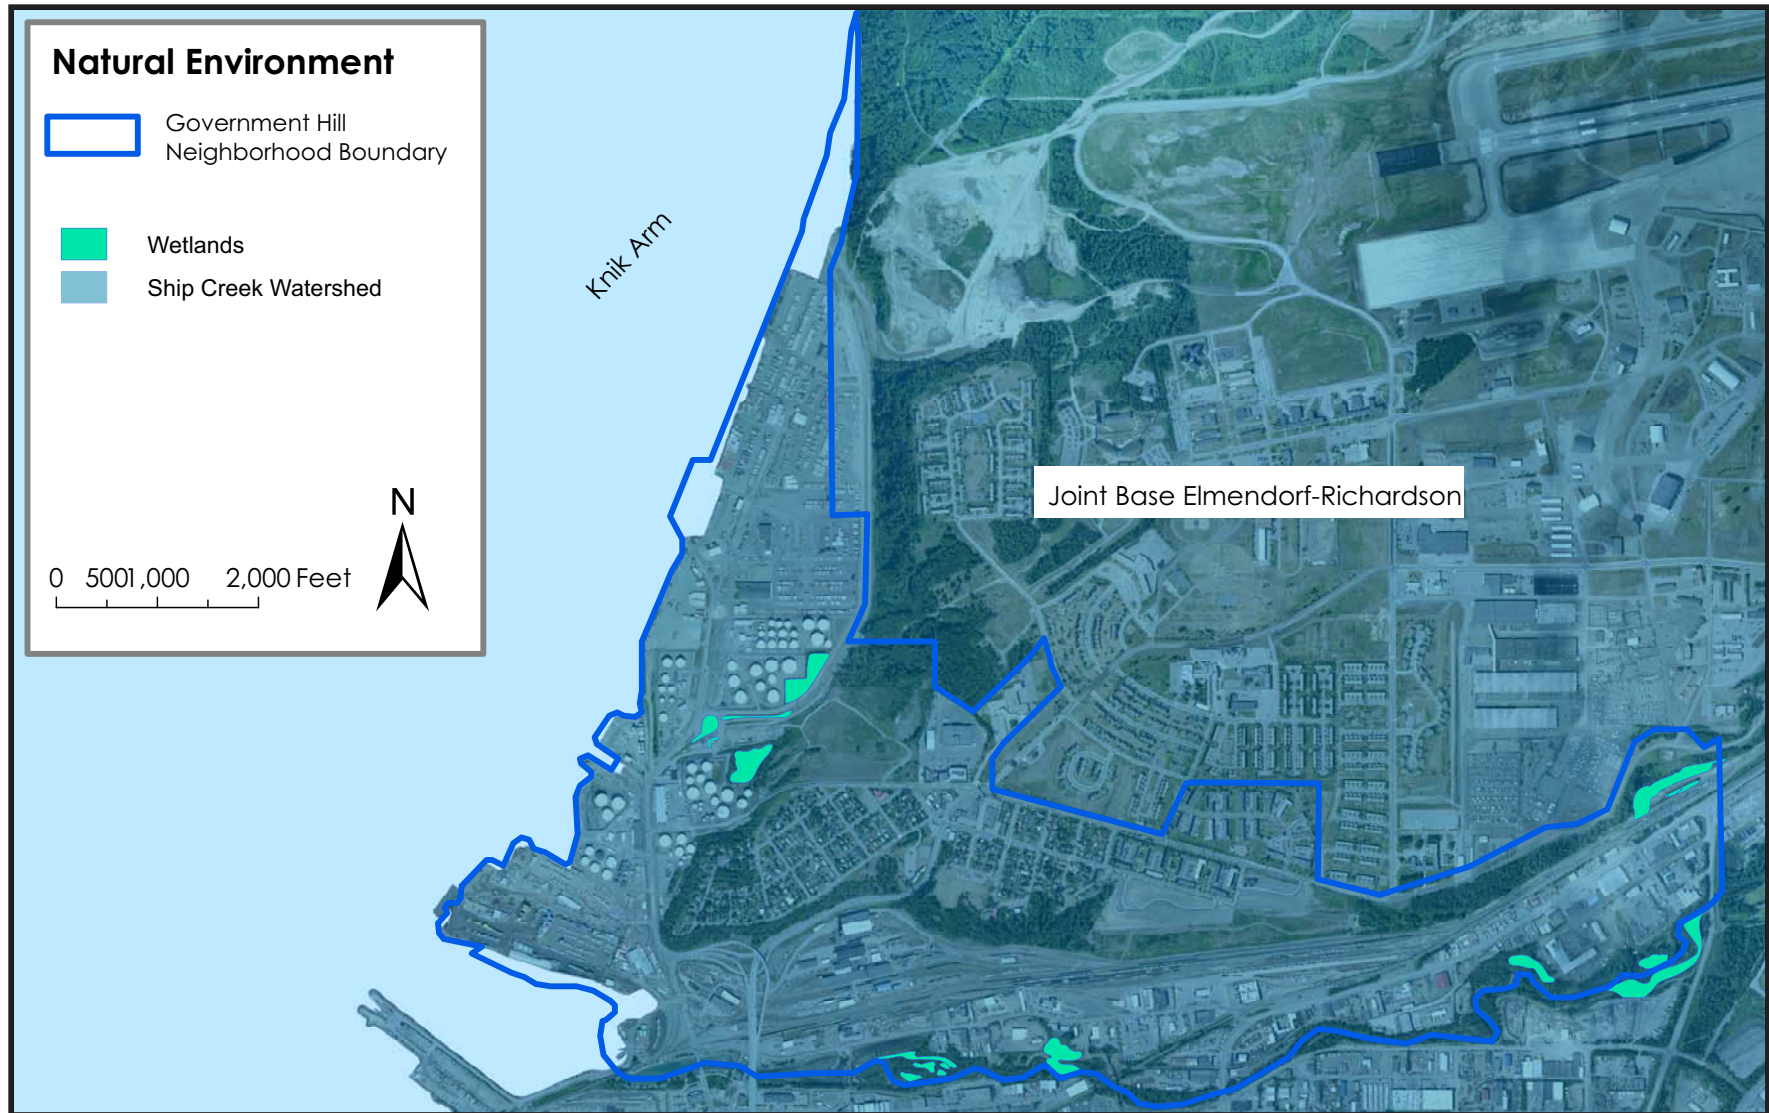 Natural Environment
Government Hill
Neighborhood Boundary
Wetlands
Ship Creek Watershed
N
0 5001,000 2,000 Feet
Knik Arm
Joint Base Elmendorf-Richardson